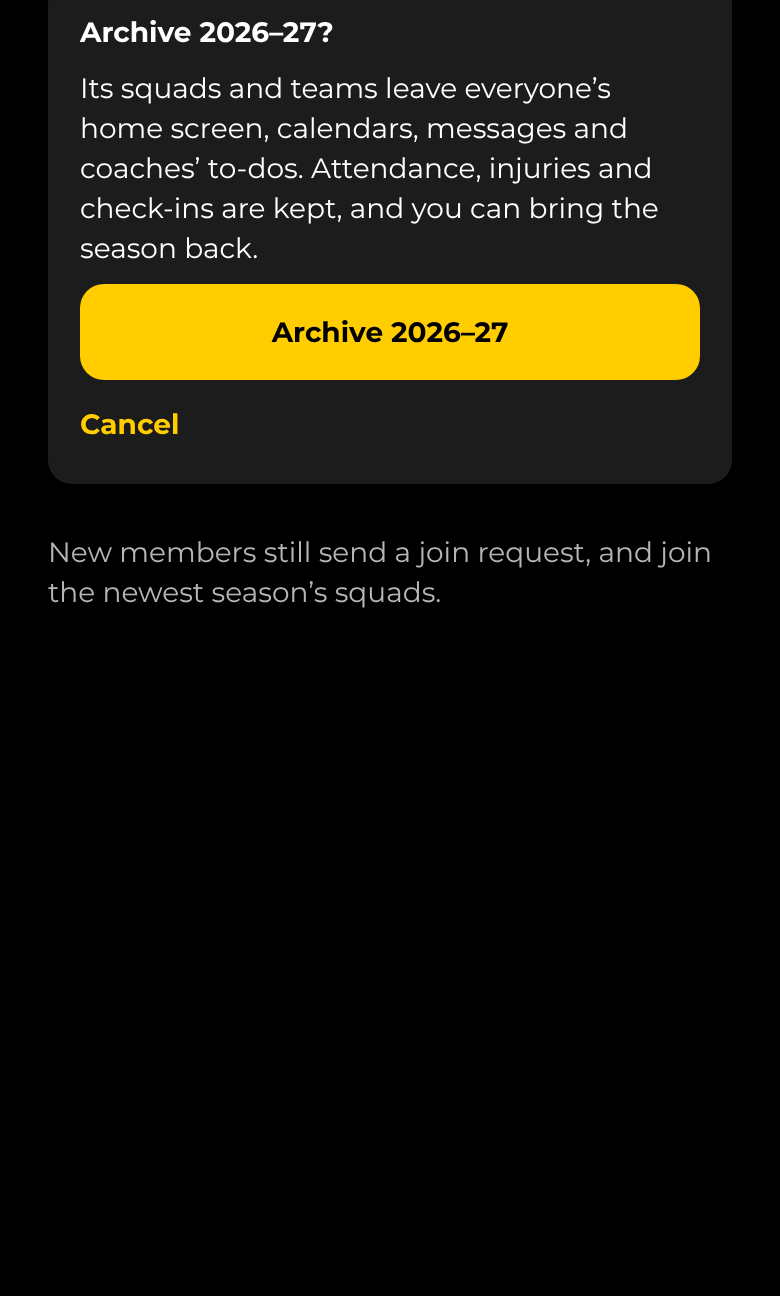 Archive 2026–27?
Its squads and teams leave everyone’s
home screen, calendars, messages and
coaches’ to-dos. Attendance, injuries and
check-ins are kept, and you can bring the
season back.
Archive 2026–27
Cancel
New members still send a join request, and join
the newest season’s squads.